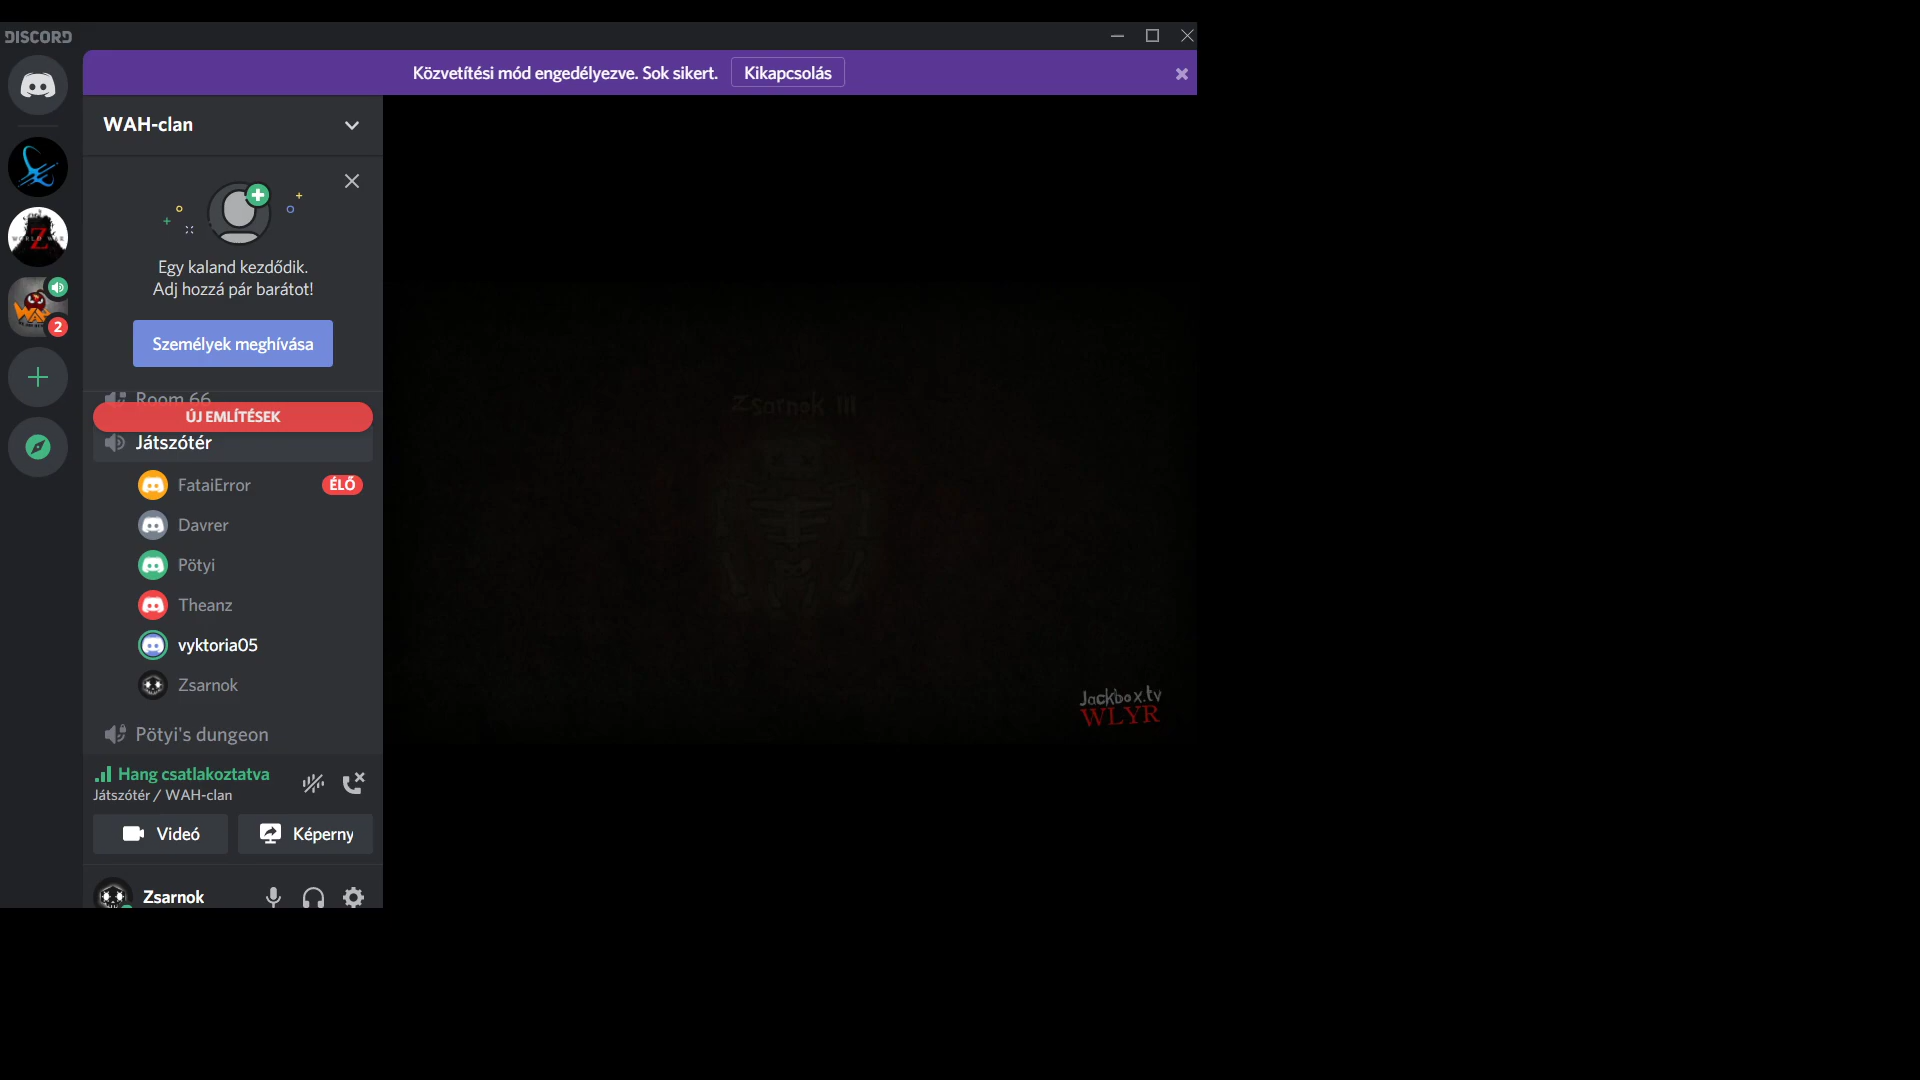 DISCORD
Közvetítési mód engedélyezve. Sok sikert.
Kikapcsolás
WAH-clan
Egy kaland kezdődik.
Adj hozzá pár barátot!
Személyek meghívása
2
Room 66
ÚJ EMLÍTÉSEK
Játszótér
FataiError
ÉLŐ
Davrer
Pötyi
Theanz
vyktoria05
Zsarnok
Pötyi's dungeon
Hang csatlakoztatva
Játszótér / WAH-clan
Videó
Képerny
Zsarnok
Zsarnok III
Jackbox.tv
WLYR